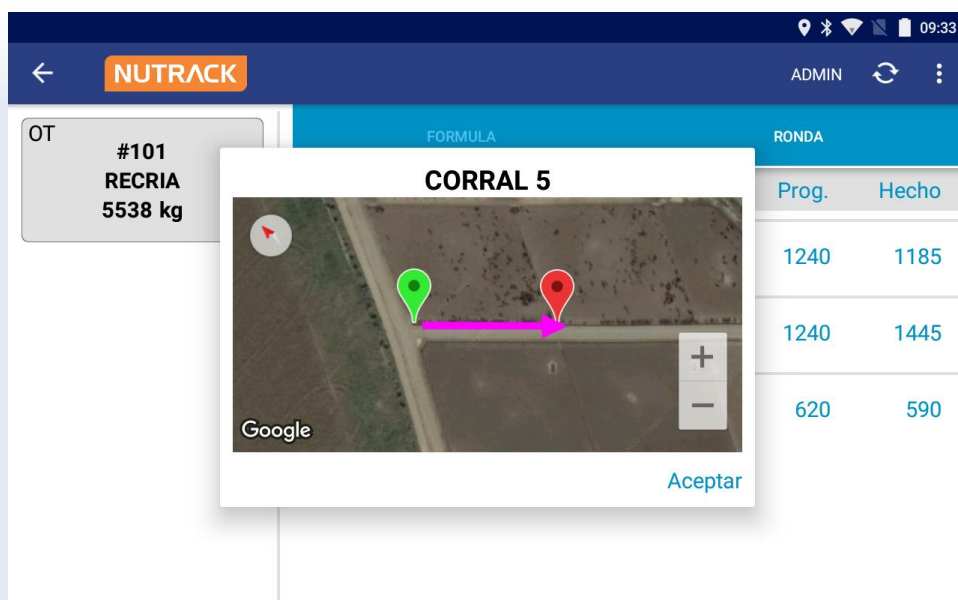 09:33
NUTRACK
ADMIN
OT
#101
RECRIA
5538 kg
FORMULA
RONDA
Prog. Hecho
1240 1185
1240 1445
620 590
CORRAL 5
Google
Aceptar